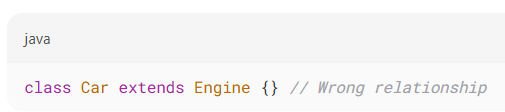 java
class Car extends Engine {} // Wrong relationship